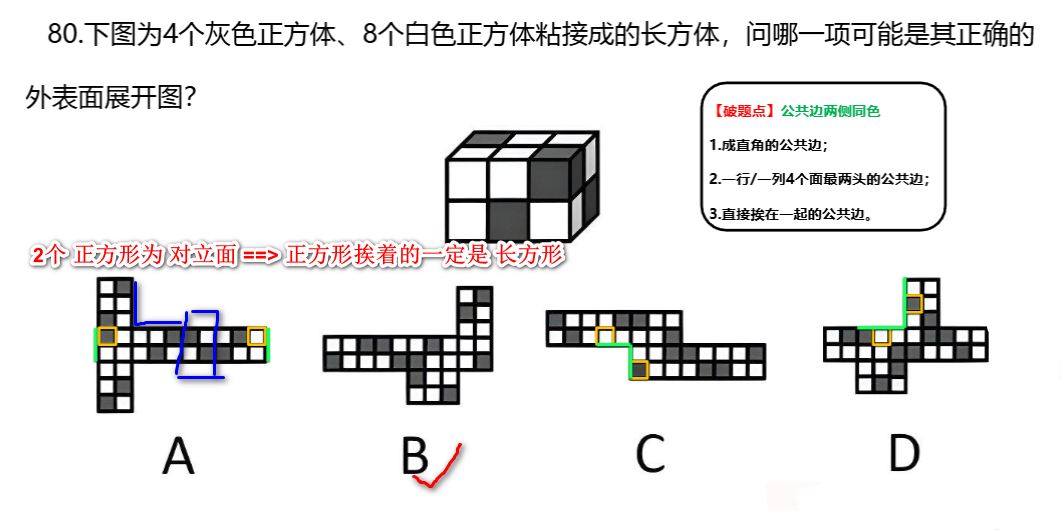 80.下图为4个灰色正方体、8个白色正方体粘接成的长方体，问哪一项可能是其正确的
外表面展开图？
【破题点】公共边两侧同色
1.成直角的公共边；
2.一行/一列4个面最两头的公共边；
3.直接挨在一起的公共边。
2个 正方形为 对立面 ==> 正方形挨着的一定是 长方形
A
B
C
D